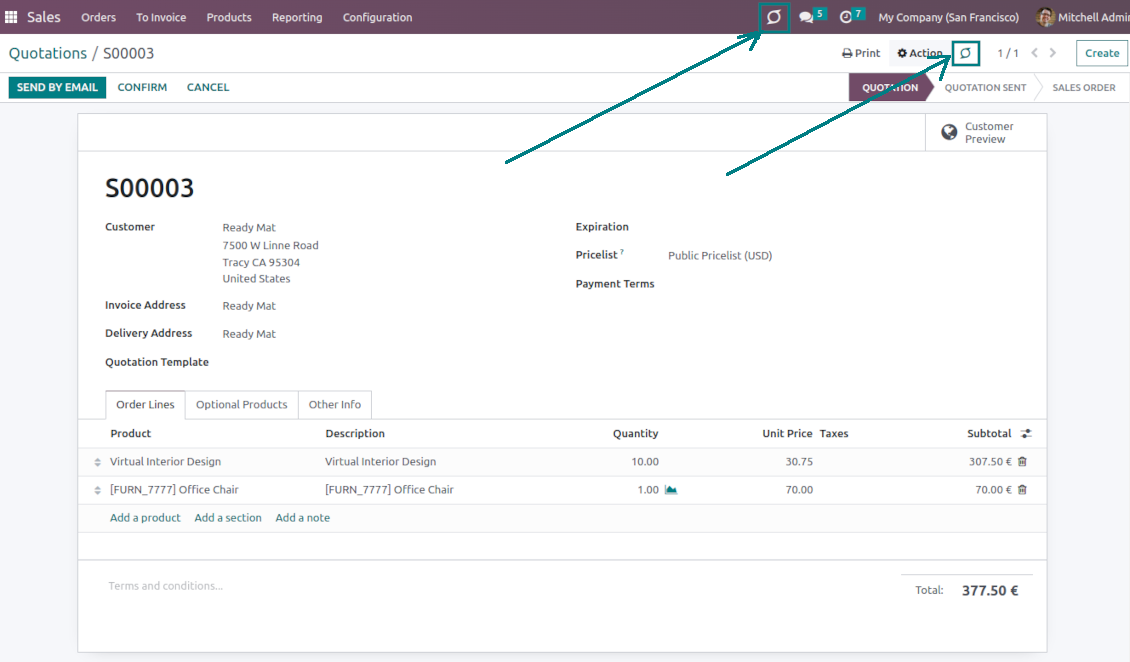 Sales Orders To Invoice Products Reporting Configuration 5 7 My Company (San Francisco) Mitchell Admin
Quotations / S00003 Print Action 1 / 1 Create
SEND BY EMAIL CONFIRM CANCEL QUOTATION QUOTATION SENT SALES ORDER
Customer
Preview
S00003
Customer Ready Mat
7500 W Linne Road
Tracy CA 95304
United States
Expiration
Pricelist ? Public Pricelist (USD)
Payment Terms
Invoice Address Ready Mat
Delivery Address Ready Mat
Quotation Template
Order Lines Optional Products Other Info
Product Description Quantity Unit Price Taxes Subtotal
Virtual Interior Design Virtual Interior Design 10.00 30.75 307.50 €
[FURN_7777] Office Chair [FURN_7777] Office Chair 1.00 70.00 70.00 €
Add a product Add a section Add a note
Terms and conditions...
Total: 377.50 €